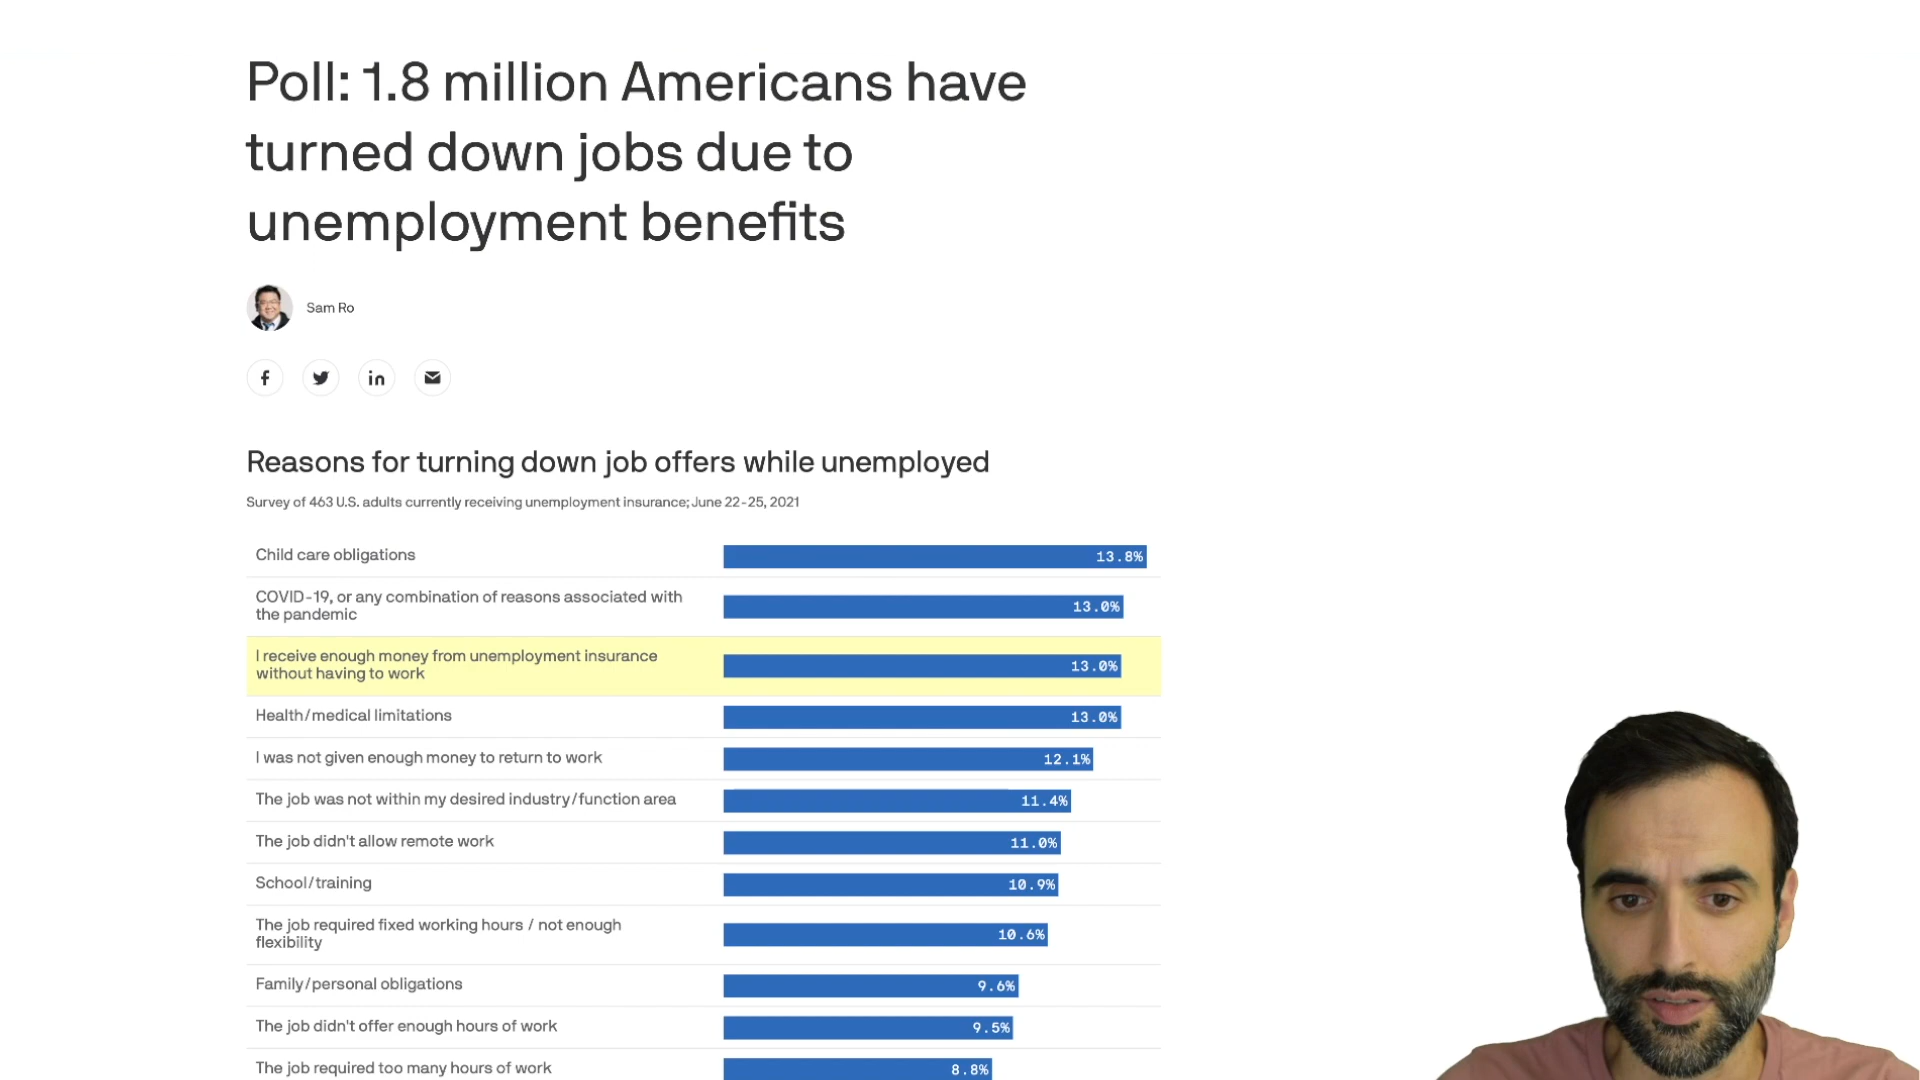 Poll: 1.8 million Americans have
turned down jobs due to
unemployment benefits
Sam Ro
Reasons for turning down job offers while unemployed
Survey of 463 U.S. adults currently receiving unemployment insurance; June 22-25, 2021
Child care obligations 13.8%
COVID-19, or any combination of reasons associated with
the pandemic 13.0%
I receive enough money from unemployment insurance
without having to work 13.0%
Health/medical limitations 13.0%
I was not given enough money to return to work 12.1%
The job was not within my desired industry/function area 11.4%
The job didn't allow remote work 11.0%
School/training 10.9%
The job required fixed working hours / not enough
flexibility 10.6%
Family/personal obligations 9.6%
The job didn't offer enough hours of work 9.5%
The job required too many hours of work 8.8%